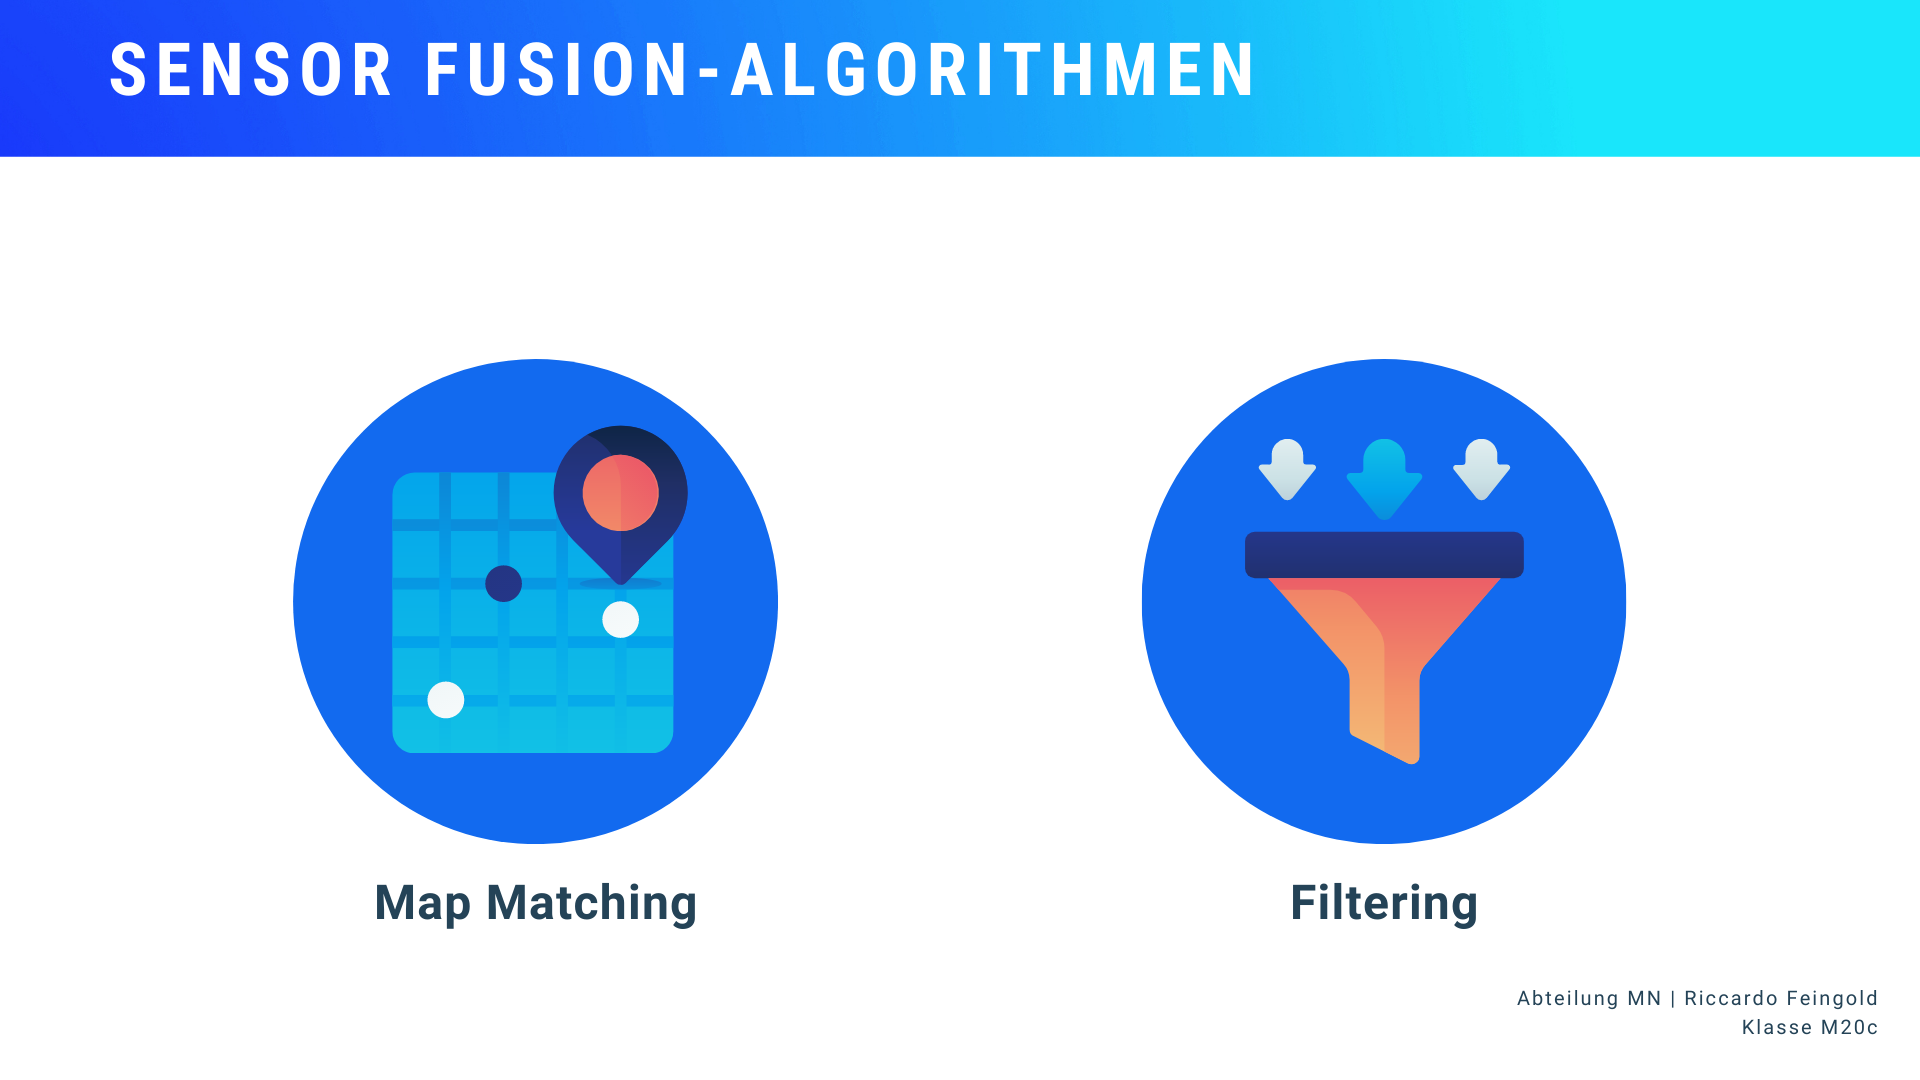 SENSOR FUSION-ALGORITHMEN
Map Matching
Filtering
Abteilung MN | Riccardo Feingold
Klasse M20c